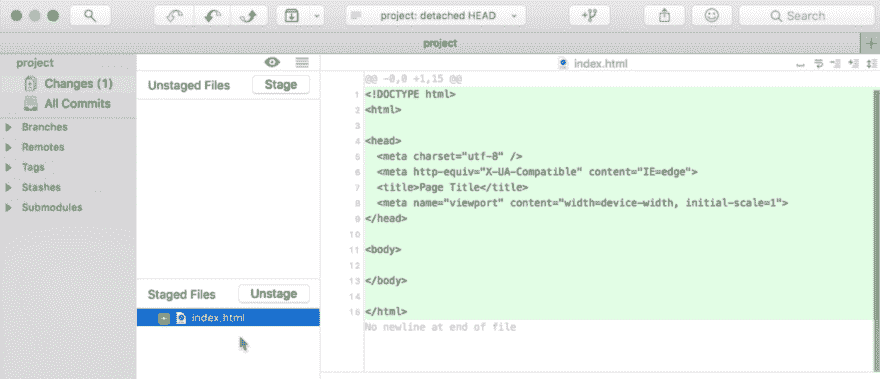 project: detached HEAD
Search
project
project
Changes (1)
All Commits
Branches
Remotes
Tags
Stashes
Submodules
Unstaged Files
Stage
Staged Files
Unstage
index.html
index.html
@@ -0,0 +1,15 @@
1 <!DOCTYPE html>
2 <html>
3
4 <head>
5 <meta charset="utf-8" />
6 <meta http-equiv="X-UA-Compatible" content="IE=edge">
7 <title>Page Title</title>
8 <meta name="viewport" content="width=device-width, initial-scale=1">
9 </head>
10
11 <body>
12
13 </body>
14
</html>
No newline at end of file